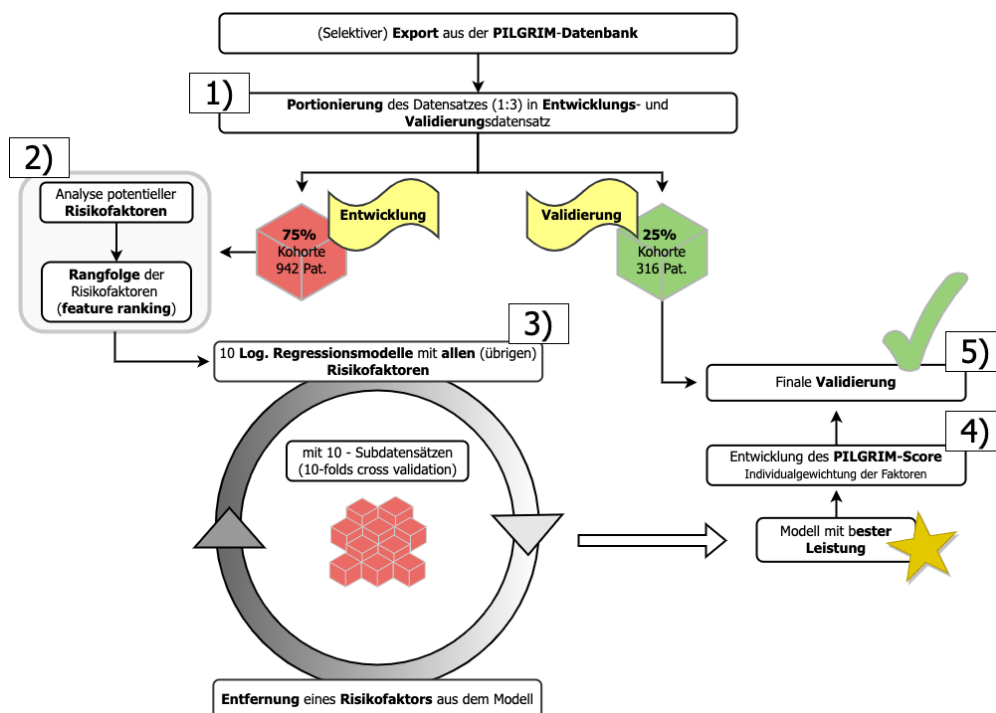 (Selektiver) Export aus der PILGRIM-Datenbank
1)
Portionierung des Datsatzes (1:3) in Entwicklungs- und
Validierungsdatensatz
2)
Analyse potentieller
Risikofaktoren
Rangfolge der
Risikofaktoren
(feature ranking)
Entwicklung
75%
Kohorte
942 Pat.
Validierung
25%
Kohorte
316 Pat.
3)
10 Log. Regressionsmodelle mit allen (übrigen)
Risikofaktoren
mit 10 - Subdatensätzen
(10-folds cross validation)
Entfernung eines Risikofaktors aus dem Modell
5)
Finale Validierung
4)
Entwicklung des PILGRIM-Score
Individualgewichtung der Faktoren
Modell mit bester
Leistung